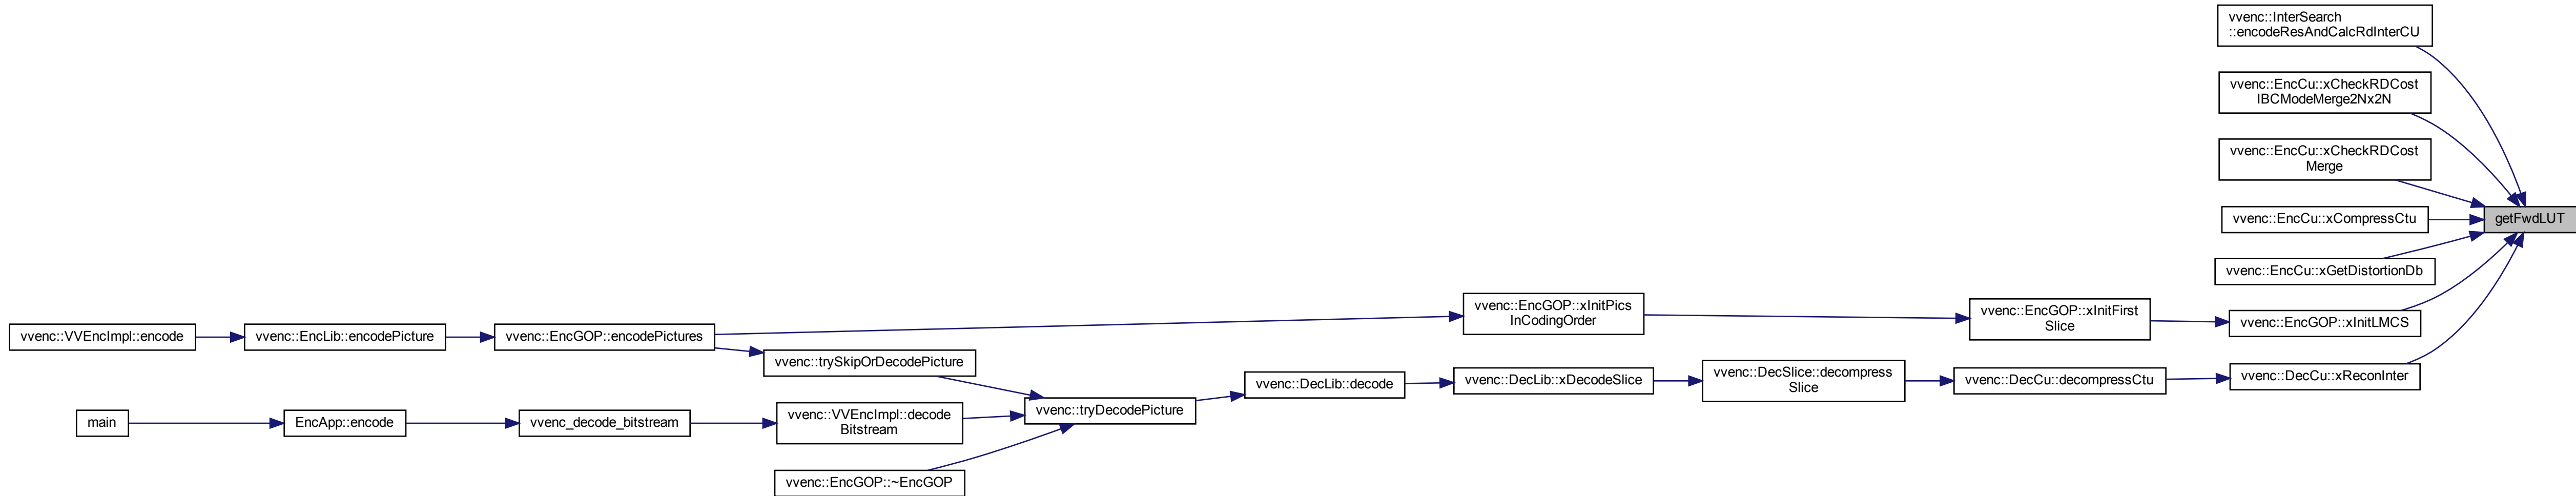 vvenc::InterSearch
::encodeResAndCalcRdInterCU
vvenc::EncCu::xCheckRDCost
IBCModeMerge2Nx2N
vvenc::EncCu::xCheckRDCost
Merge
vvenc::EncCu::xCompressCtu
getFwdLUT
vvenc::EncCu::xGetDistortionDb
vvenc::VVEncImpl::encode
vvenc::EncLib::encodePicture
vvenc::EncGOP::encodePictures
vvenc::EncGOP::xInitPics
InCodingOrder
vvenc::EncGOP::xInitFirst
Slice
vvenc::EncGOP::xInitLMCS
vvenc::trySkipOrDecodePicture
main
EncApp::encode
vvenc_decode_bitstream
vvenc::VVEncImpl::decode
Bitstream
vvenc::tryDecodePicture
vvenc::DecLib::decode
vvenc::DecLib::xDecodeSlice
vvenc::DecSlice::decompress
Slice
vvenc::DecCu::decompressCtu
vvenc::DecCu::xReconInter
vvenc::EncGOP::~EncGOP